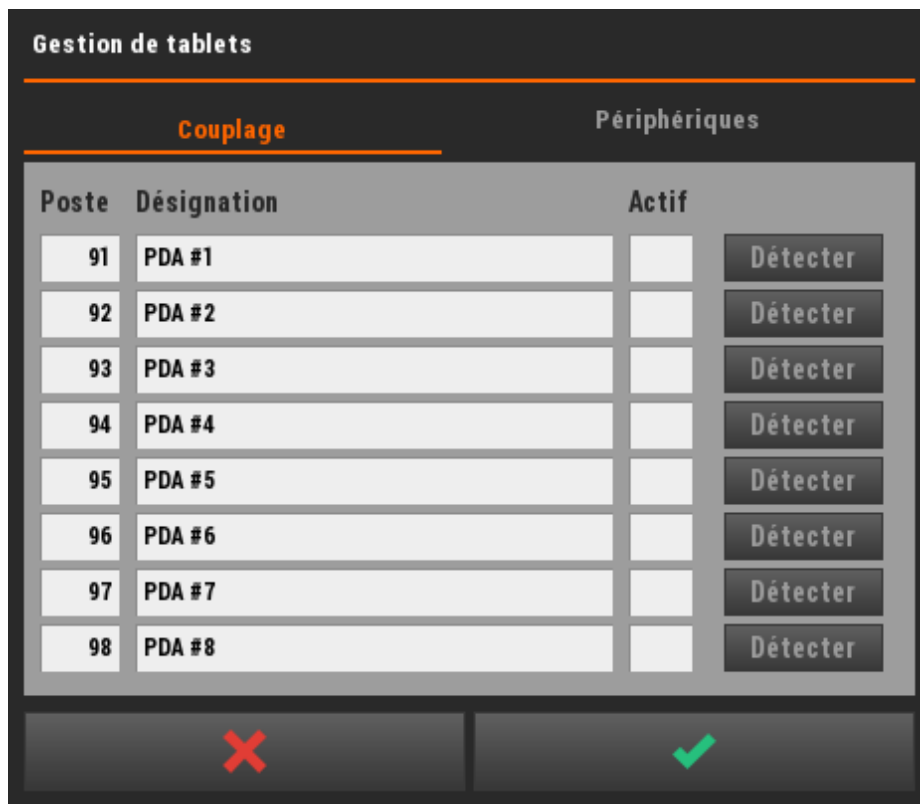 Gestion de tablets
Couplage Périphériques
Poste Désignation Actif
91 PDA #1 Détecter
92 PDA #2 Détecter
93 PDA #3 Détecter
94 PDA #4 Détecter
95 PDA #5 Détecter
96 PDA #6 Détecter
97 PDA #7 Détecter
98 PDA #8 Détecter